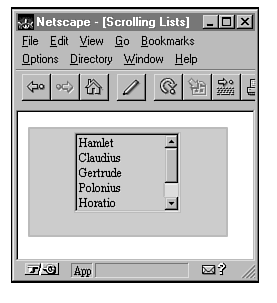 Netscape - [Scrolling Lists]
File Edit View Go Bookmarks
Options Directory Window Help
Hamlet
Claudius
Gertrude
Polonius
Horatio
App
?